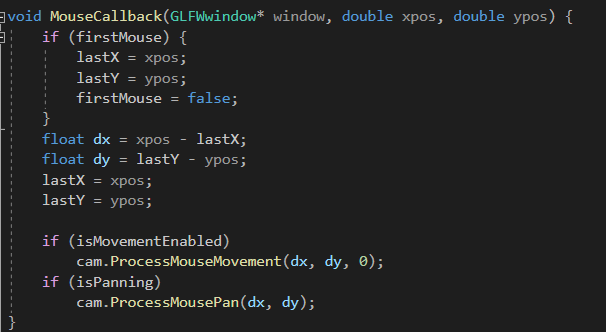 void MouseCallback(GLFWwindow* window, double xpos, double ypos) {
    if (firstMouse) {
        lastX = xpos;
        lastY = ypos;
        firstMouse = false;
    }
    float dx = xpos - lastX;
    float dy = lastY - ypos;
    lastX = xpos;
    lastY = ypos;

    if (isMovementEnabled)
        cam.ProcessMouseMovement(dx, dy, 0);
    if (isPanning)
        cam.ProcessMousePan(dx, dy);
}